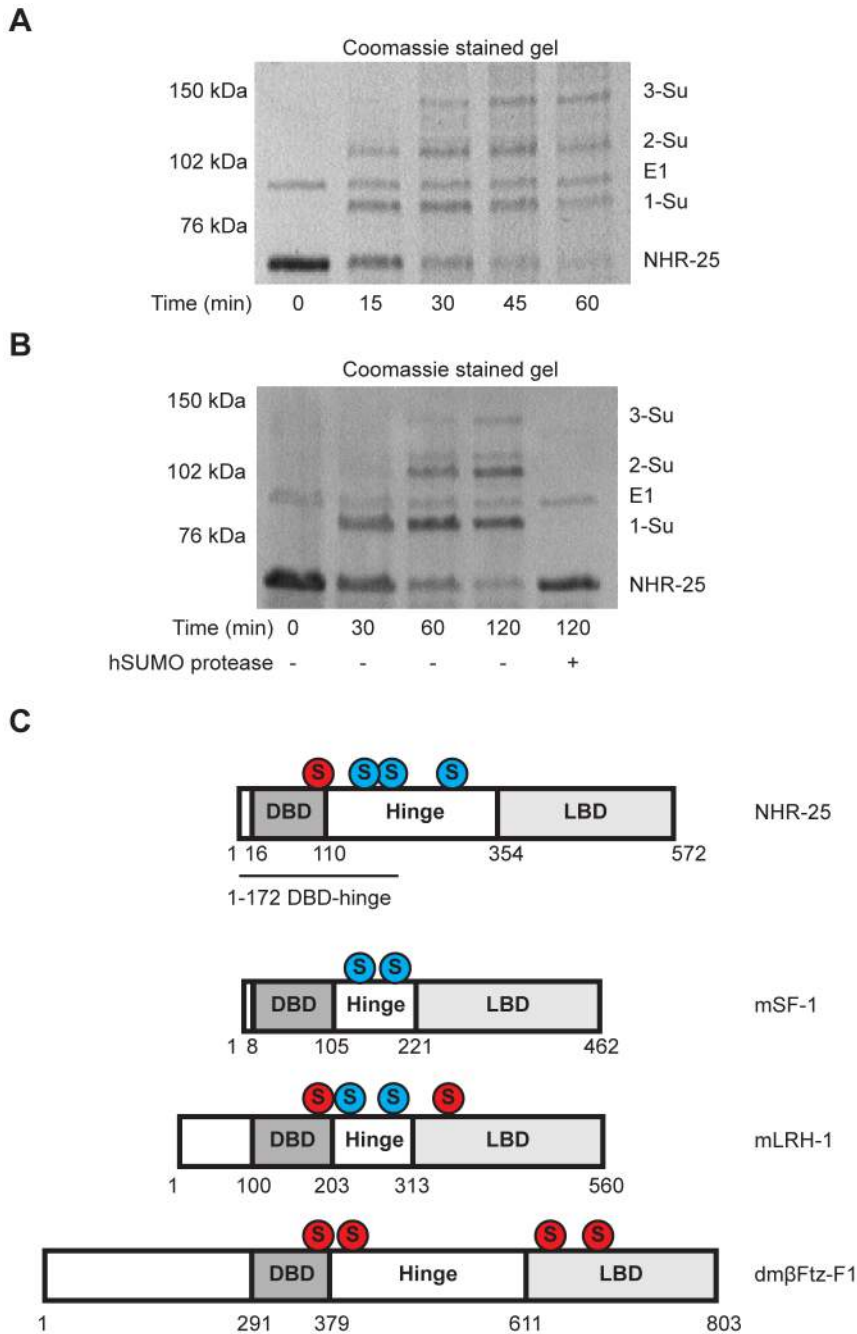 A
Coomassie stained gel
150 kDa
102 kDa
76 kDa
3-Su
2-Su
E1
1-Su
NHR-25
Time (min) 0 15 30 45 60
B
Coomassie stained gel
150 kDa
102 kDa
76 kDa
3-Su
2-Su
E1
1-Su
NHR-25
Time (min) 0 30 60 120 120
hSUMO protease - - - - +
C
S S S S
DBD Hinge LBD NHR-25
1 16 110 354 572
1-172 DBD-hinge
S S
DBD Hinge LBD mSF-1
1 8 105 221 462
S S S S
DBD Hinge LBD mLRH-1
1 100 203 313 560
S S S S
DBD Hinge LBD dmβFtz-F1
1 291 379 611 803